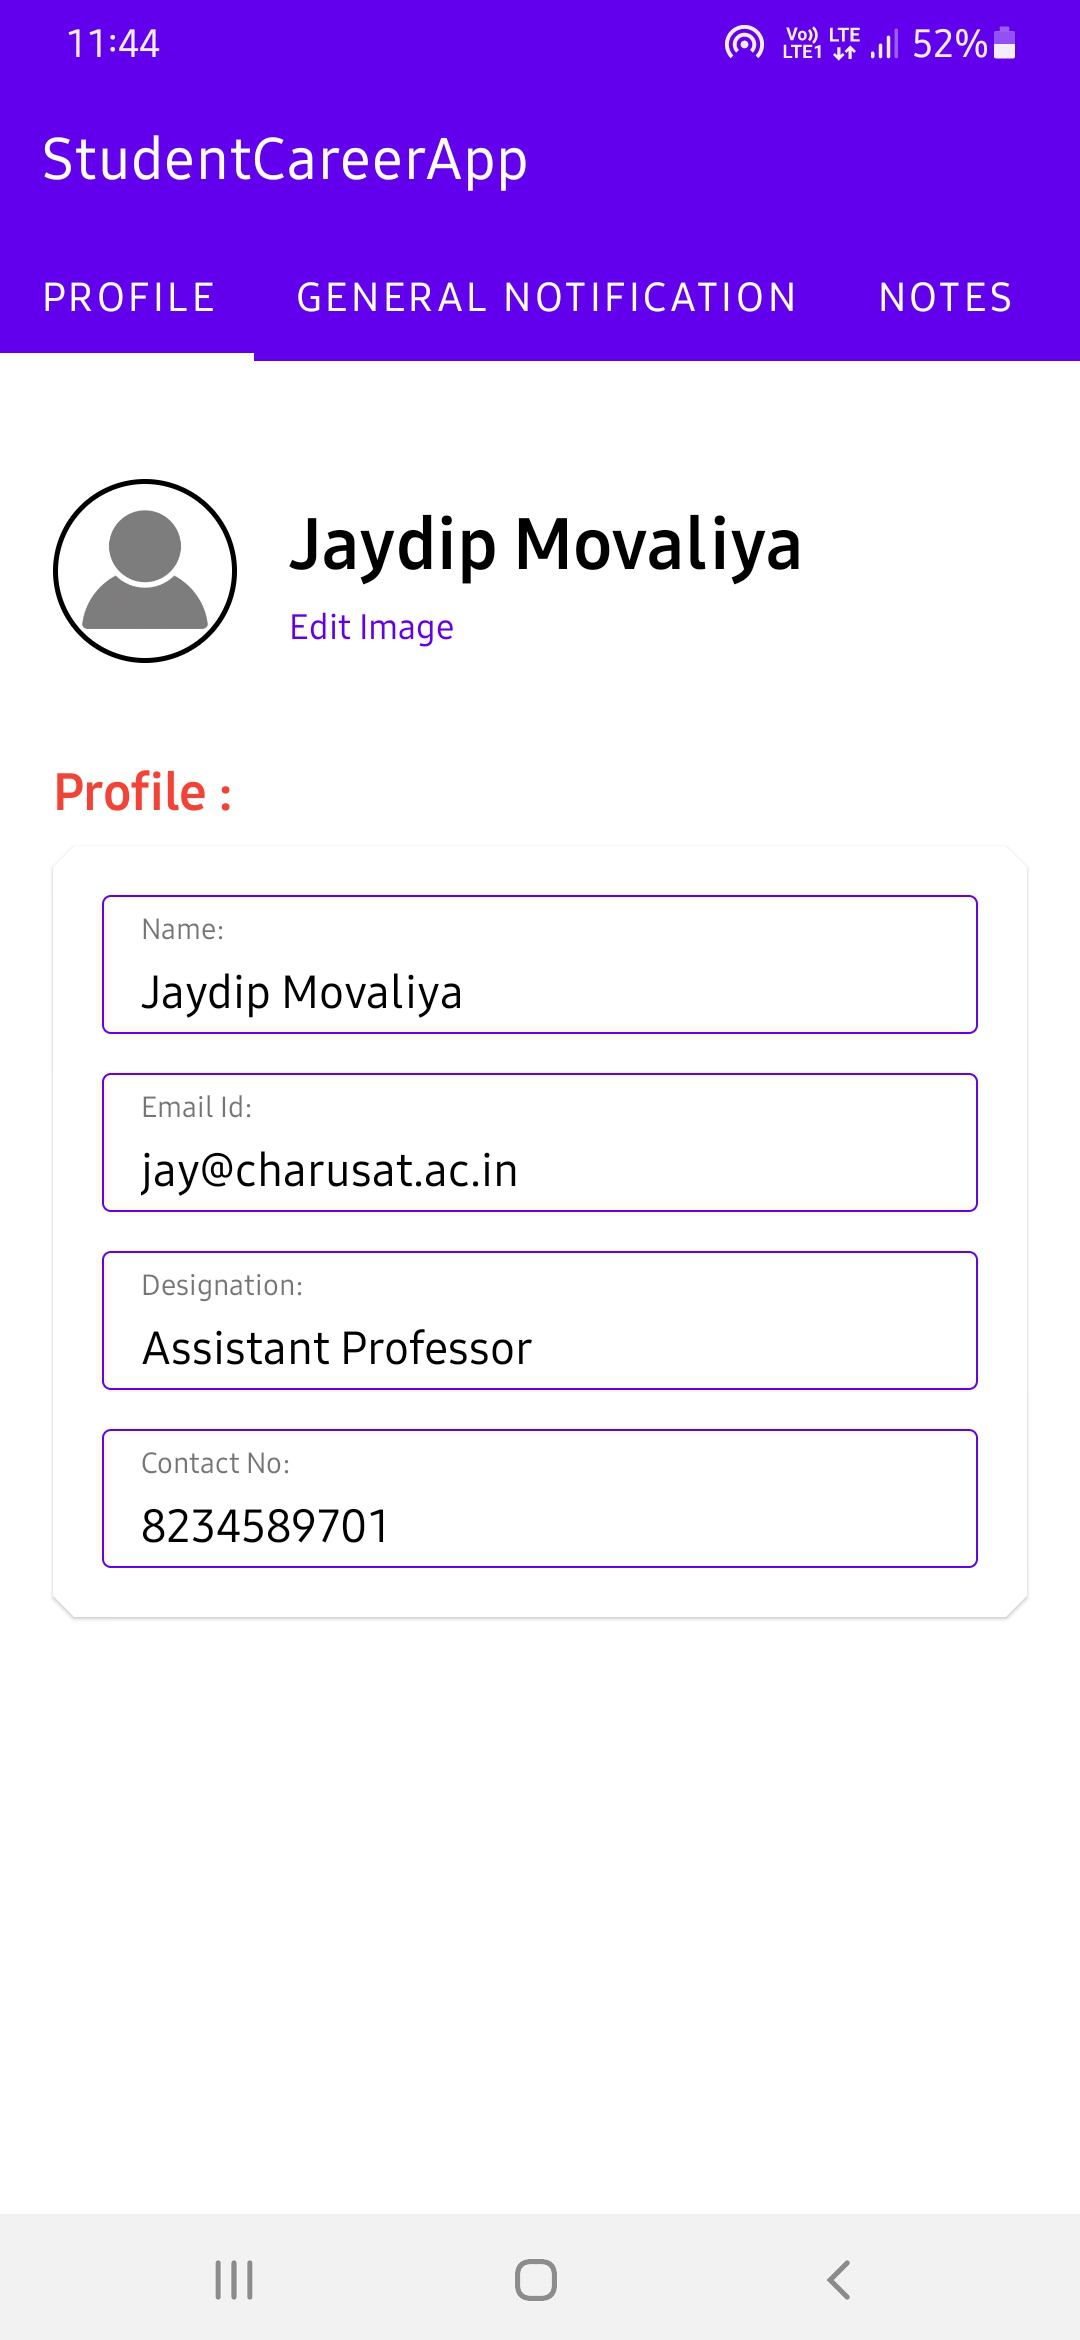 11:44
Vo)) LTE
LTE1
52%
StudentCareerApp
PROFILE GENERAL NOTIFICATION NOTES
Jaydip Movaliya
Edit Image
Profile :
Name:
Jaydip Movaliya
Email Id:
jay@charusat.ac.in
Designation:
Assistant Professor
Contact No:
8234589701